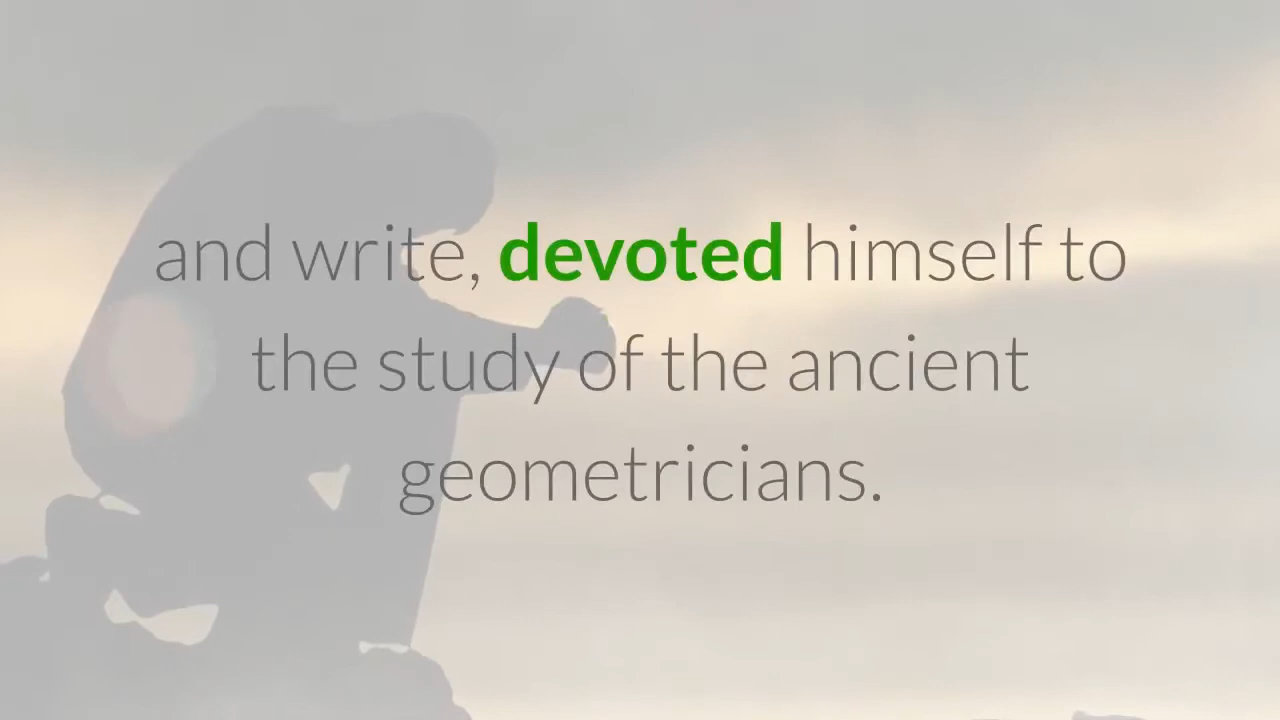 and write, devoted himself to
the study of the ancient
geometricians.